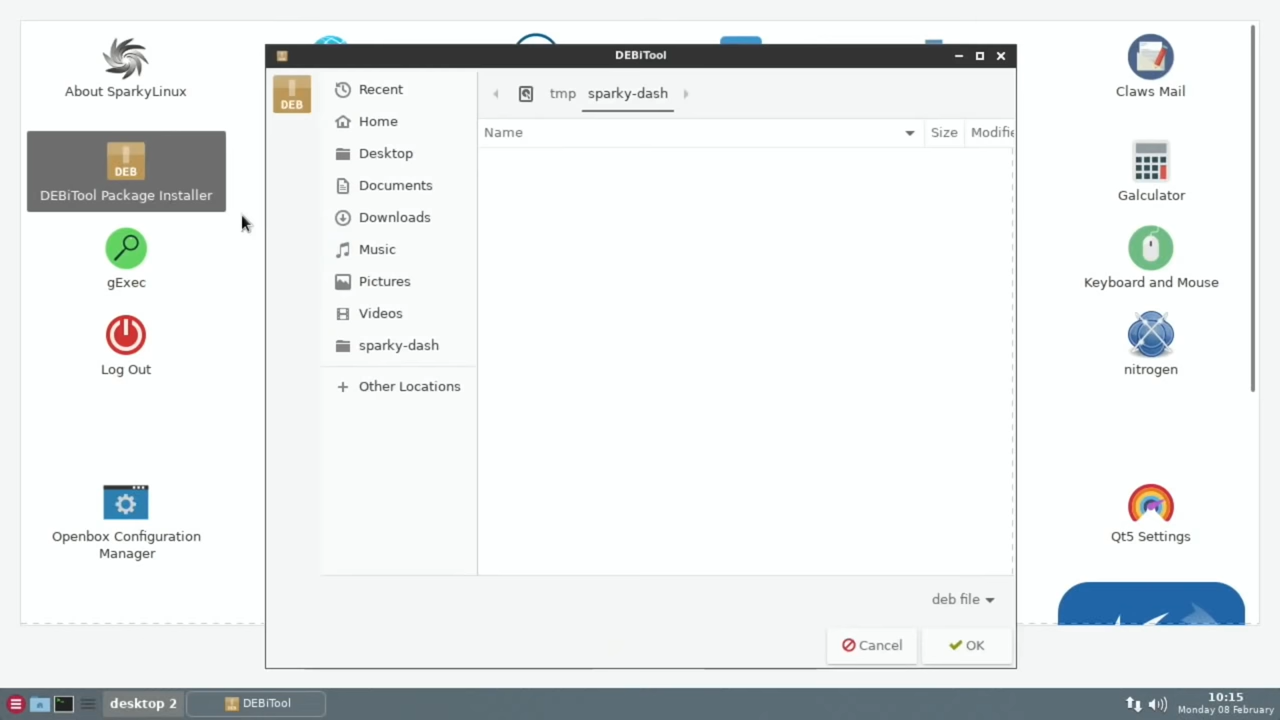 DEBiTool
About SparkyLinux
DEB
DEBiTool Package Installer
gExec
Log Out
Openbox Configuration
Manager
DEB
Recent
Home
Desktop
Documents
Downloads
Music
Pictures
Videos
sparky-dash
Other Locations
tmp sparky-dash
Name Size Modifie
deb file
Cancel OK
Claws Mail
Galculator
Keyboard and Mouse
nitrogen
Qt5 Settings
desktop 2 DEBiTool
10:15
Monday 08 February